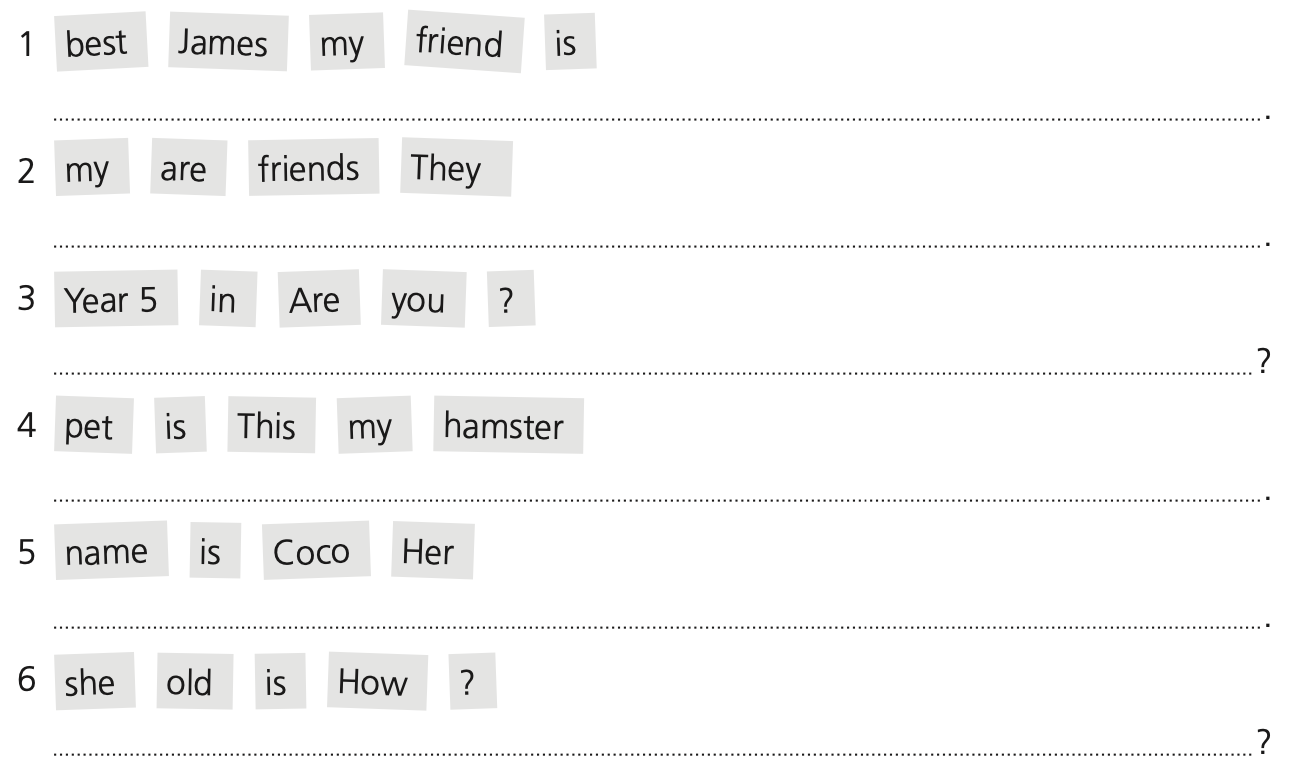 1 best James my friend is
.
2 my are friends They
.
3 Year 5 in Are you ?
?
4 pet is This my hamster
.
5 name is Coco Her
.
6 she old is How ?
?